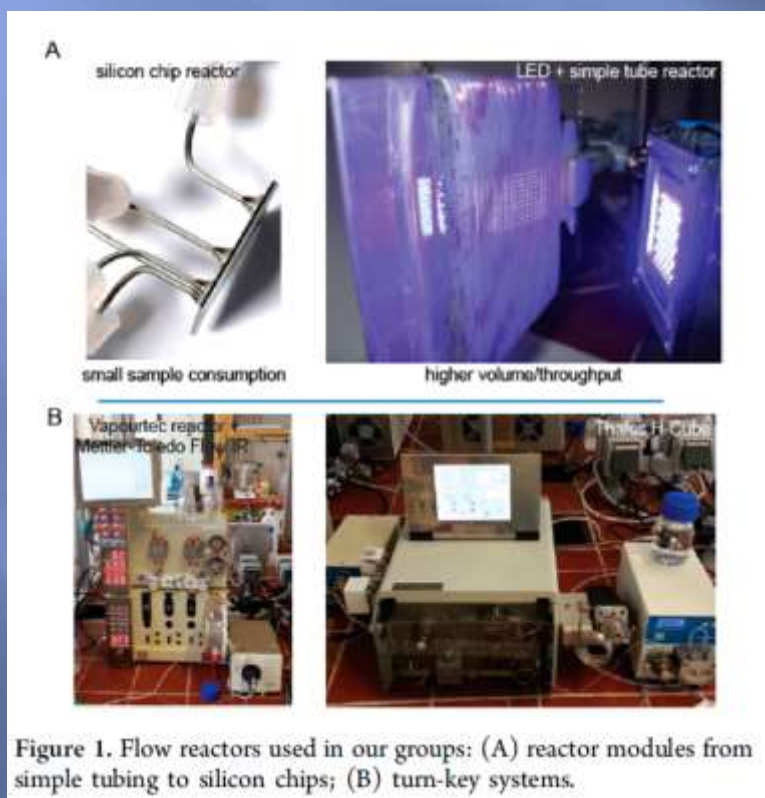 A
silicon chip reactor
LED + simple tube reactor
small sample consumption
higher volume/throughput
B
Vapourtec reactor +
Mettler-Toledo Flow IR
Thales H-Cube
Figure 1. Flow reactors used in our groups: (A) reactor modules from
simple tubing to silicon chips; (B) turn-key systems.